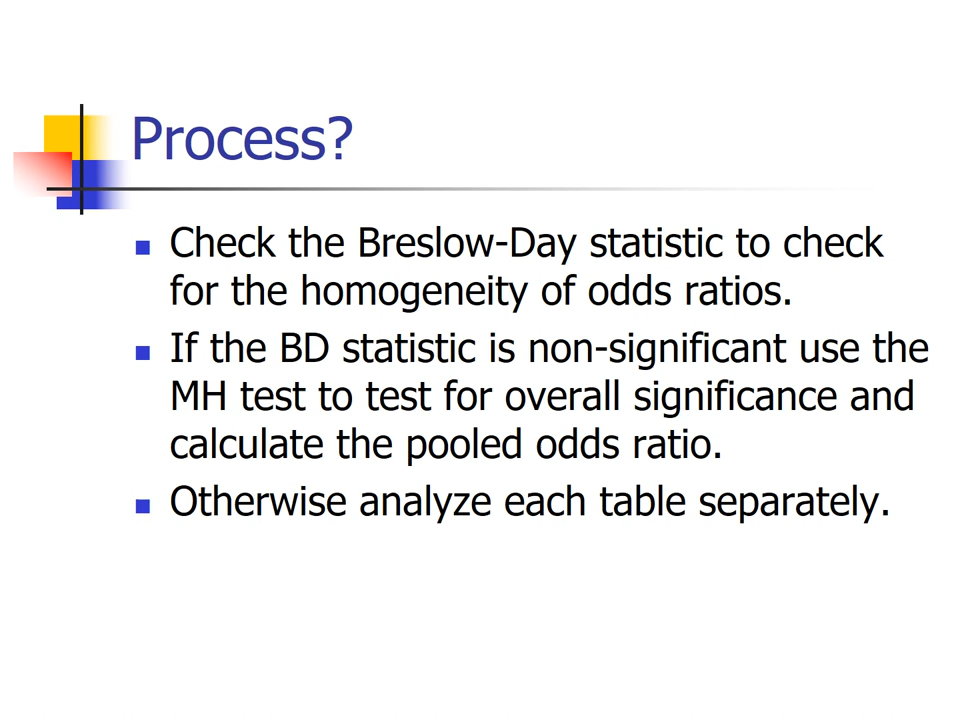 Process?
Check the Breslow-Day statistic to check
for the homogeneity of odds ratios.
If the BD statistic is non-significant use the
MH test to test for overall significance and
calculate the pooled odds ratio.
Otherwise analyze each table separately.